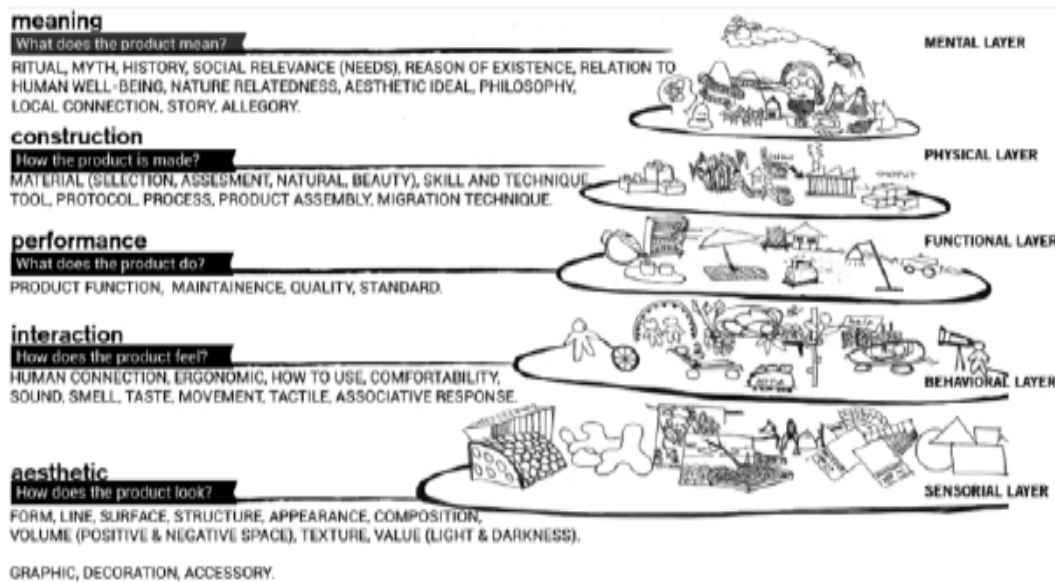 meaning
What does the product mean?
MENTAL LAYER
RITUAL, MYTH, HISTORY, SOCIAL RELEVANCE (NEEDS), REASON OF EXISTENCE, RELATION TO
HUMAN WELL-BEING, NATURE RELATEDNESS, AESTHETIC IDEAL, PHILOSOPHY,
LOCAL CONNECTION, STORY, ALLEGORY.
construction
How the product is made?
PHYSICAL LAYER
MATERIAL (SELECTION, ASSESMENT, NATURAL, BEAUTY), SKILL AND TECHNIQUE
TOOL, PROTOCOL, PROCESS, PRODUCT ASSEMBLY, MIGRATION TECHNIQUE.
performance
What does the product do?
FUNCTIONAL LAYER
PRODUCT FUNCTION, MAINTAINENCE, QUALITY, STANDARD.
interaction
How does the product feel?
BEHAVIORAL LAYER
HUMAN CONNECTION, ERGONOMIC, HOW TO USE, COMFORTABILITY,
SOUND, SMELL, TASTE, MOVEMENT, TACTILE, ASSOCIATIVE RESPONSE.
aesthetic
How does the product look?
SENSORIAL LAYER
FORM, LINE, SURFACE, STRUCTURE, APPEARANCE, COMPOSITION,
VOLUME (POSITIVE & NEGATIVE SPACE), TEXTURE, VALUE (LIGHT & DARKNESS).
GRAPHIC, DECORATION, ACCESSORY.